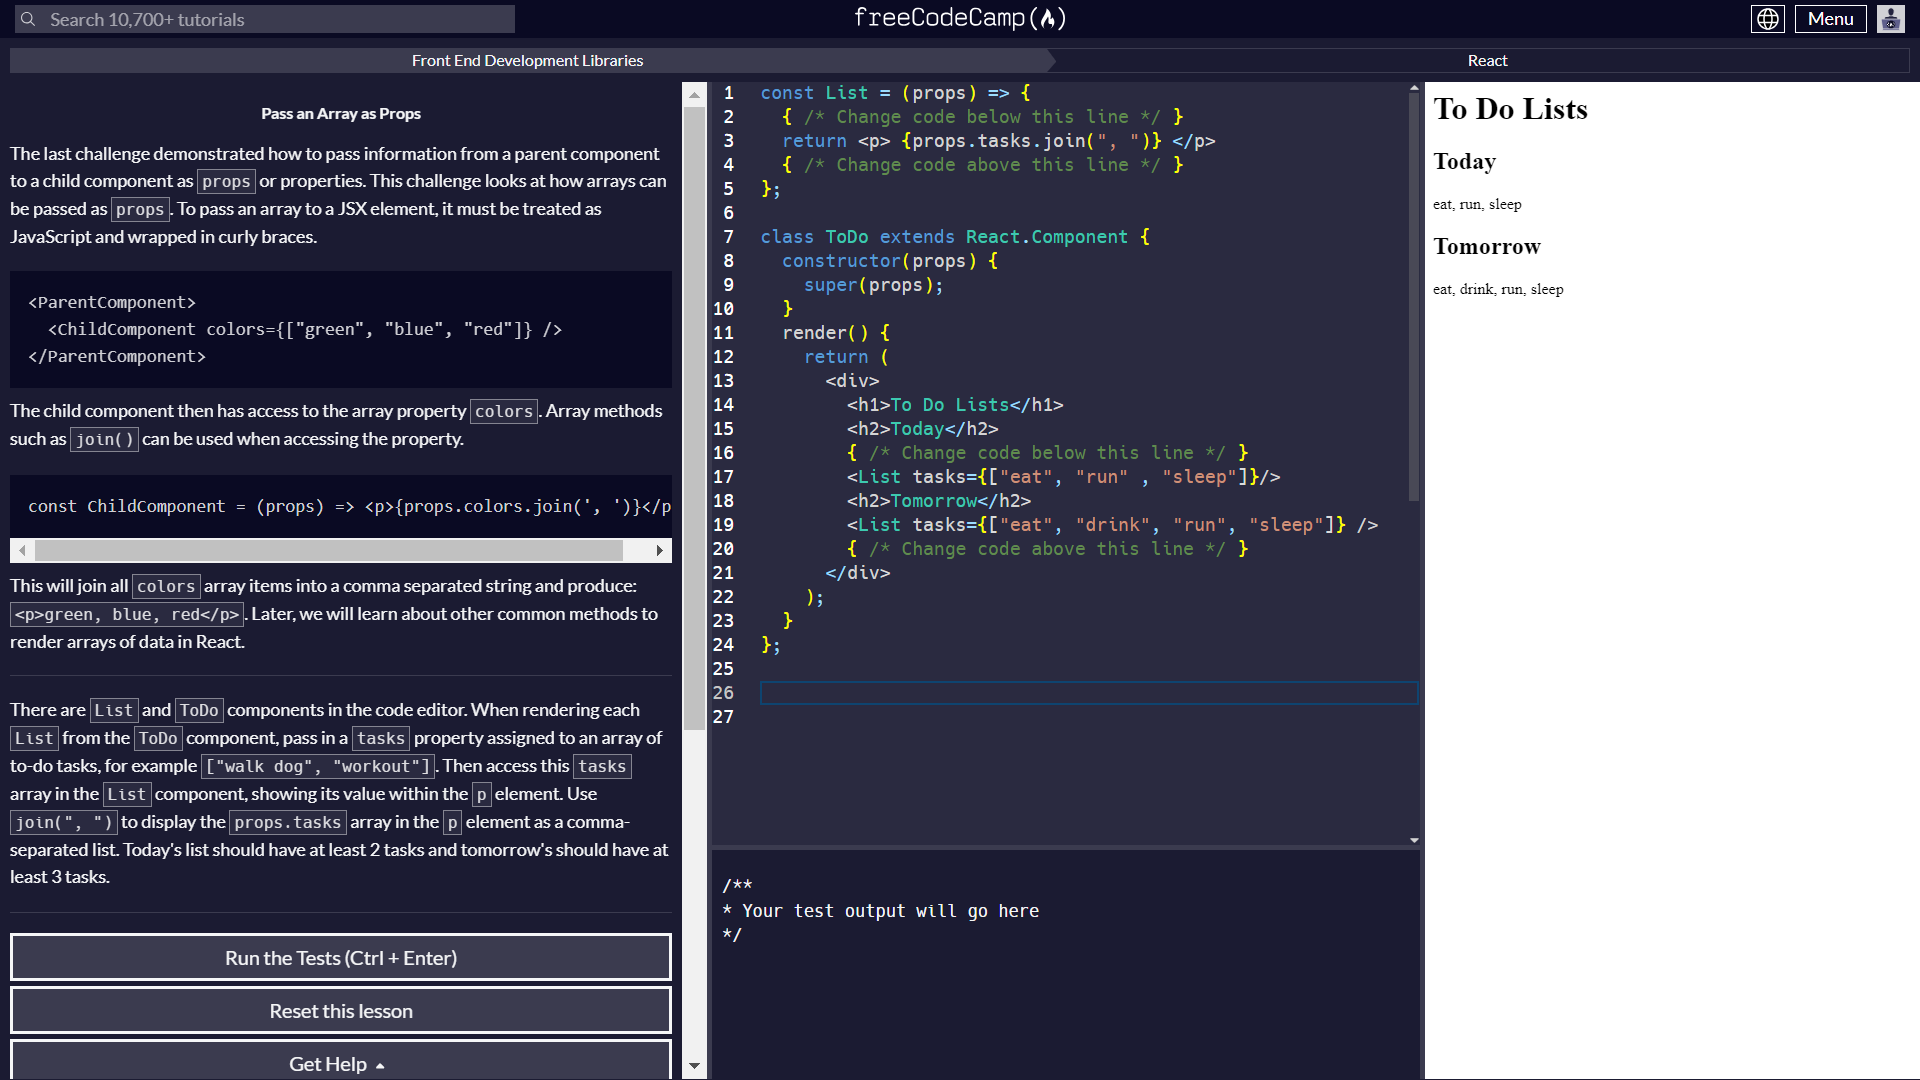 Search 10,700+ tutorials
freeCodeCamp
Menu
Front End Development Libraries
React
Pass an Array as Props
The last challenge demonstrated how to pass information from a parent component
to a child component as props or properties. This challenge looks at how arrays can
be passed as props. To pass an array to a JSX element, it must be treated as
JavaScript and wrapped in curly braces.
<ParentComponent>
<ChildComponent colors={["green", "blue", "red"]} />
</ParentComponent>
The child component then has access to the array property colors. Array methods
such as join() can be used when accessing the property.
const ChildComponent = (props) => <p>{props.colors.join(', ')}</p
This will join all colors array items into a comma separated string and produce:
<p>green, blue, red</p>. Later, we will learn about other common methods to
render arrays of data in React.
There are List and ToDo components in the code editor. When rendering each
List from the ToDo component, pass in a tasks property assigned to an array of
to-do tasks, for example ["walk dog", "workout"]. Then access this tasks
array in the List component, showing its value within the p element. Use
join(", ") to display the props.tasks array in the p element as a comma-
separated list. Today's list should have at least 2 tasks and tomorrow's should have at
least 3 tasks.
Run the Tests (Ctrl + Enter)
Reset this lesson
Get Help
1 const List = (props) => {
2 { /* Change code below this line */ }
3 return <p> {props.tasks.join(", ")} </p>
4 { /* Change code above this line */ }
5 };
6
7 class ToDo extends React.Component {
8 constructor(props) {
9 super(props);
10 }
11 render() {
12 return (
13 <div>
14 <h1>To Do Lists</h1>
15 <h2>Today</h2>
16 { /* Change code below this line */ }
17 <List tasks={["eat", "run" , "sleep"]}/>
18 <h2>Tomorrow</h2>
19 <List tasks={["eat", "drink", "run", "sleep"]} />
20 { /* Change code above this line */ }
21 </div>
22 );
23 }
24 };
25
26
27
/**
* Your test output will go here
*/
To Do Lists
Today
eat, run, sleep
Tomorrow
eat, drink, run, sleep